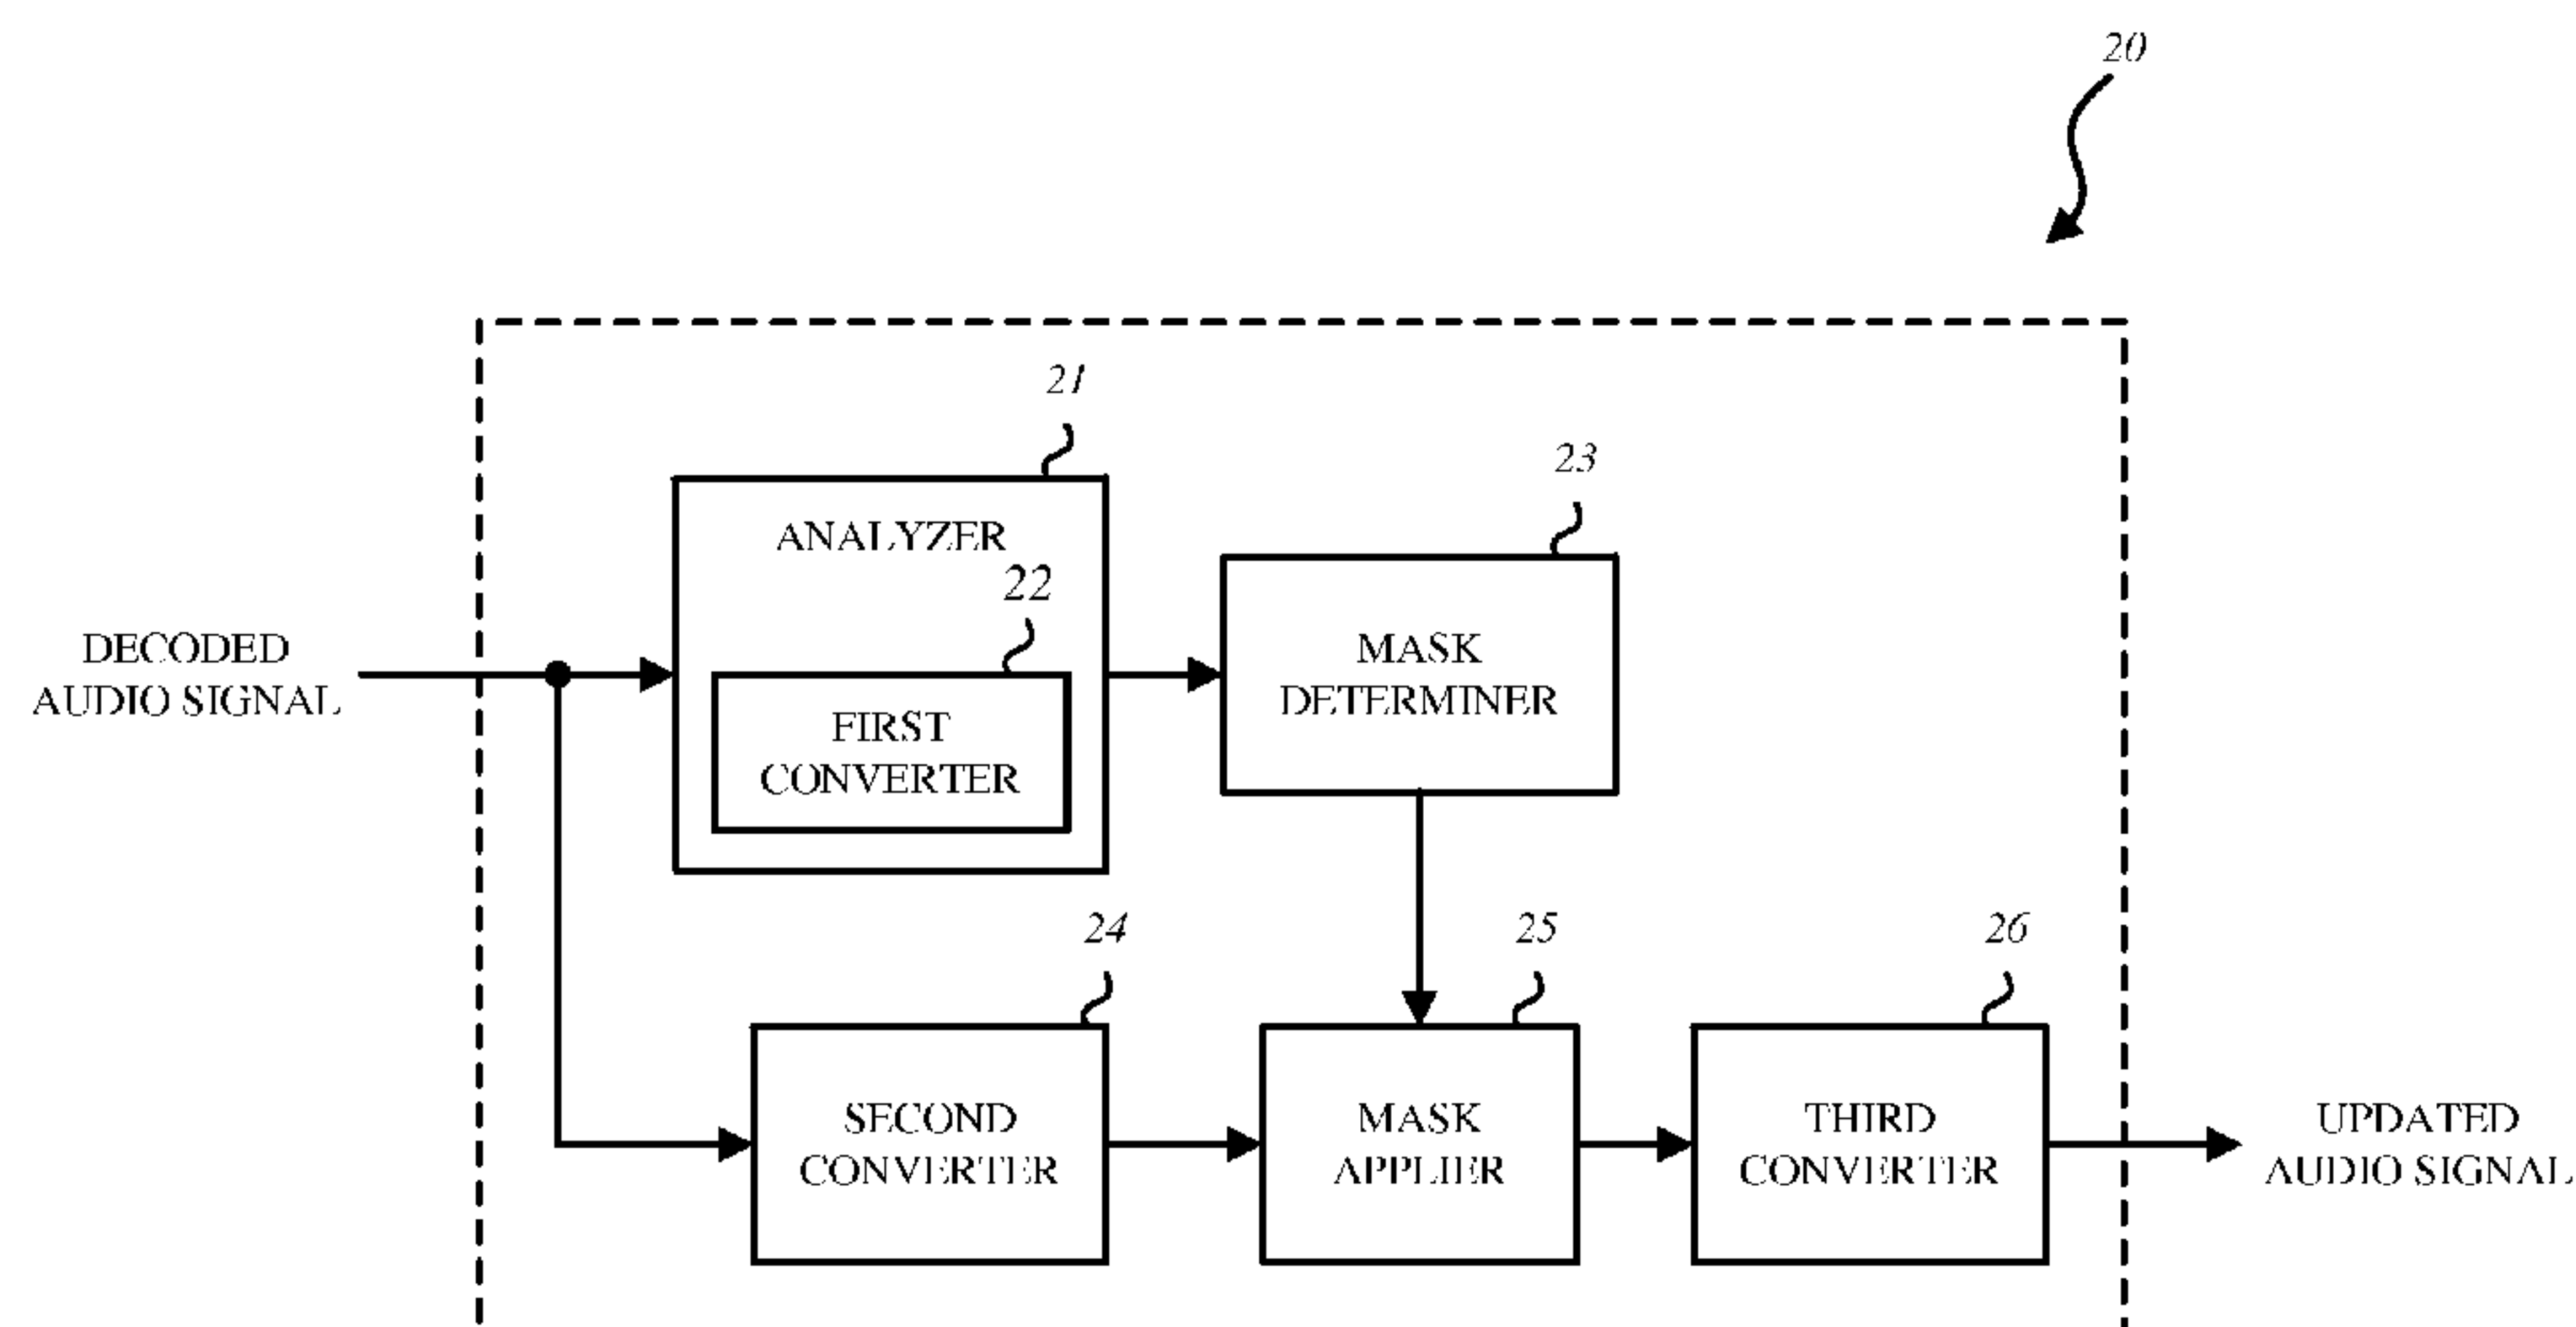 20
21
ANALYZER
22
FIRST
CONVERTER
23
MASK
DETERMINER
DECODED
AUDIO SIGNAL
24
SECOND
CONVERTER
25
MASK
APPLIER
26
THIRD
CONVERTER
UPDATED
AUDIO SIGNAL